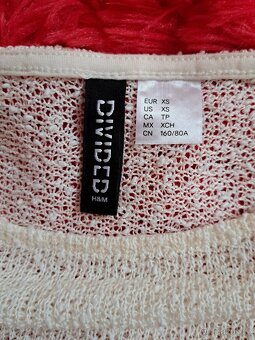 DIVIDED
H&M
EUR XS
US XS
CA TP
MX XCH
CN 160/80A